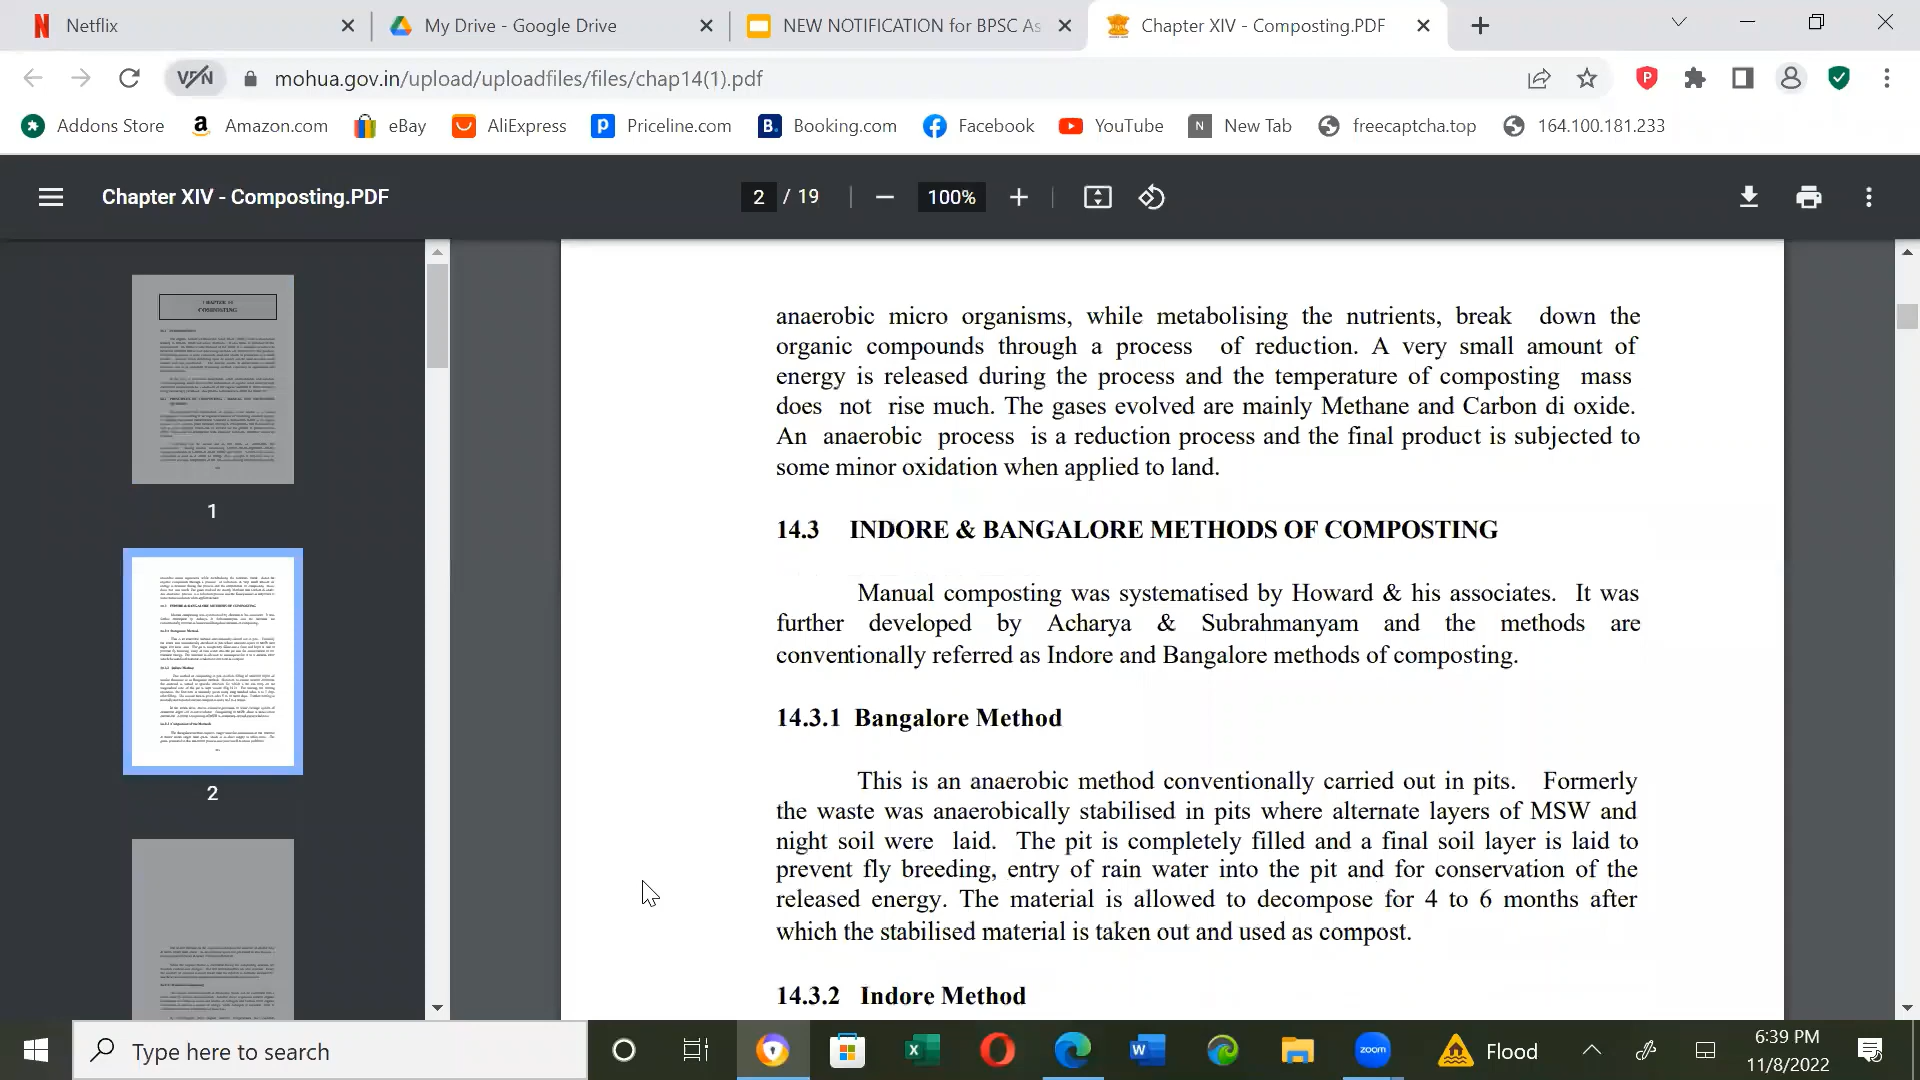 Netflix
My Drive - Google Drive
NEW NOTIFICATION for BPSC As
Chapter XIV - Composting.PDF
VPN
mohua.gov.in/upload/uploadfiles/files/chap14(1).pdf
Addons Store
Amazon.com
eBay
AliExpress
Priceline.com
Booking.com
Facebook
YouTube
New Tab
freecaptcha.top
164.100.181.233
Chapter XIV - Composting.PDF
2 / 19
100%
1
2
anaerobic micro organisms, while metabolising the nutrients, break down the
organic compounds through a process of reduction. A very small amount of
energy is released during the process and the temperature of composting mass
does not rise much. The gases evolved are mainly Methane and Carbon di oxide.
An anaerobic process is a reduction process and the final product is subjected to
some minor oxidation when applied to land.
14.3 INDORE & BANGALORE METHODS OF COMPOSTING
Manual composting was systematised by Howard & his associates. It was
further developed by Acharya & Subrahmanyam and the methods are
conventionally referred as Indore and Bangalore methods of composting.
14.3.1 Bangalore Method
This is an anaerobic method conventionally carried out in pits. Formerly
the waste was anaerobically stabilised in pits where alternate layers of MSW and
night soil were laid. The pit is completely filled and a final soil layer is laid to
prevent fly breeding, entry of rain water into the pit and for conservation of the
released energy. The material is allowed to decompose for 4 to 6 months after
which the stabilised material is taken out and used as compost.
14.3.2 Indore Method
Type here to search
zoom
Flood
6:39 PM
11/8/2022